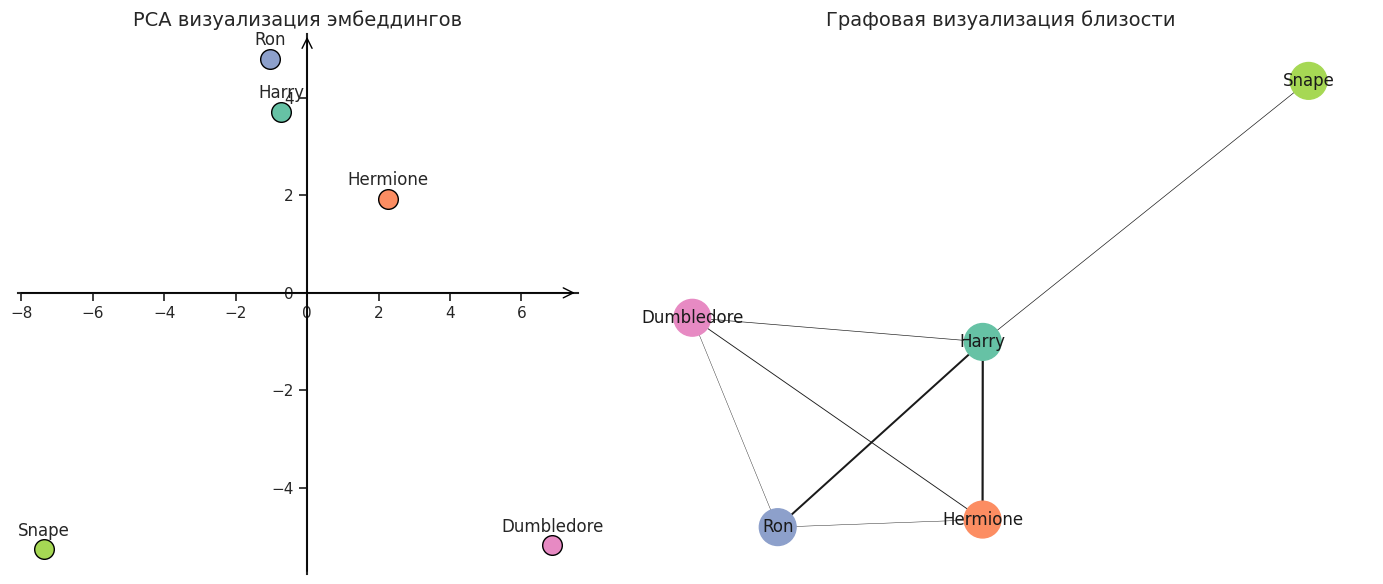 PCA визуализация эмбеддингов
Ron
Harry
4
Hermione
2
0
−8
−6
−4
−2
0
2
4
6
−2
−4
Snape
Dumbledore
Графовая визуализация близости
Snape
Dumbledore
Harry
Ron
Hermione